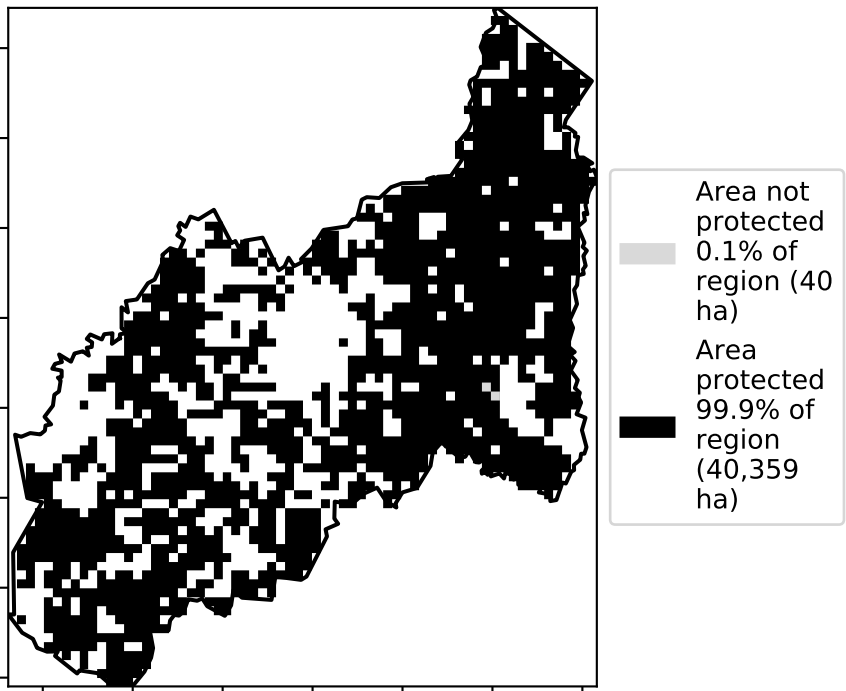 Area not
protected
0.1% of
region (40
ha)
Area
protected
99.9% of
region
(40,359
ha)